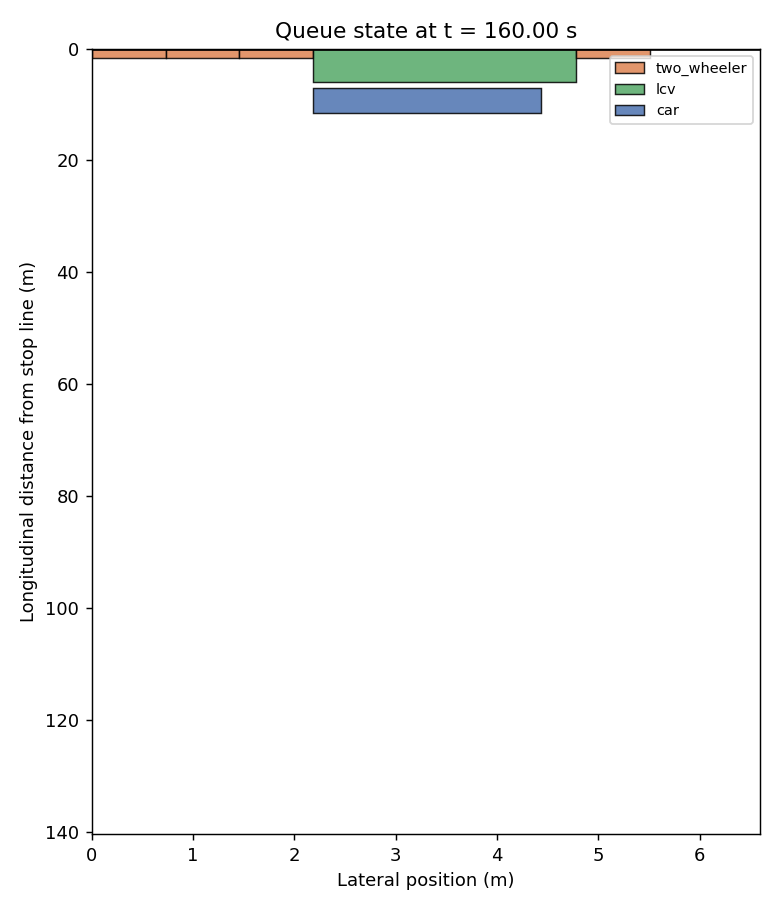 Queue state at t = 160.00 s
two_wheeler
lcv
car
0
20
40
60
80
100
120
140
Longitudinal distance from stop line (m)
0 1 2 3 4 5 6
Lateral position (m)